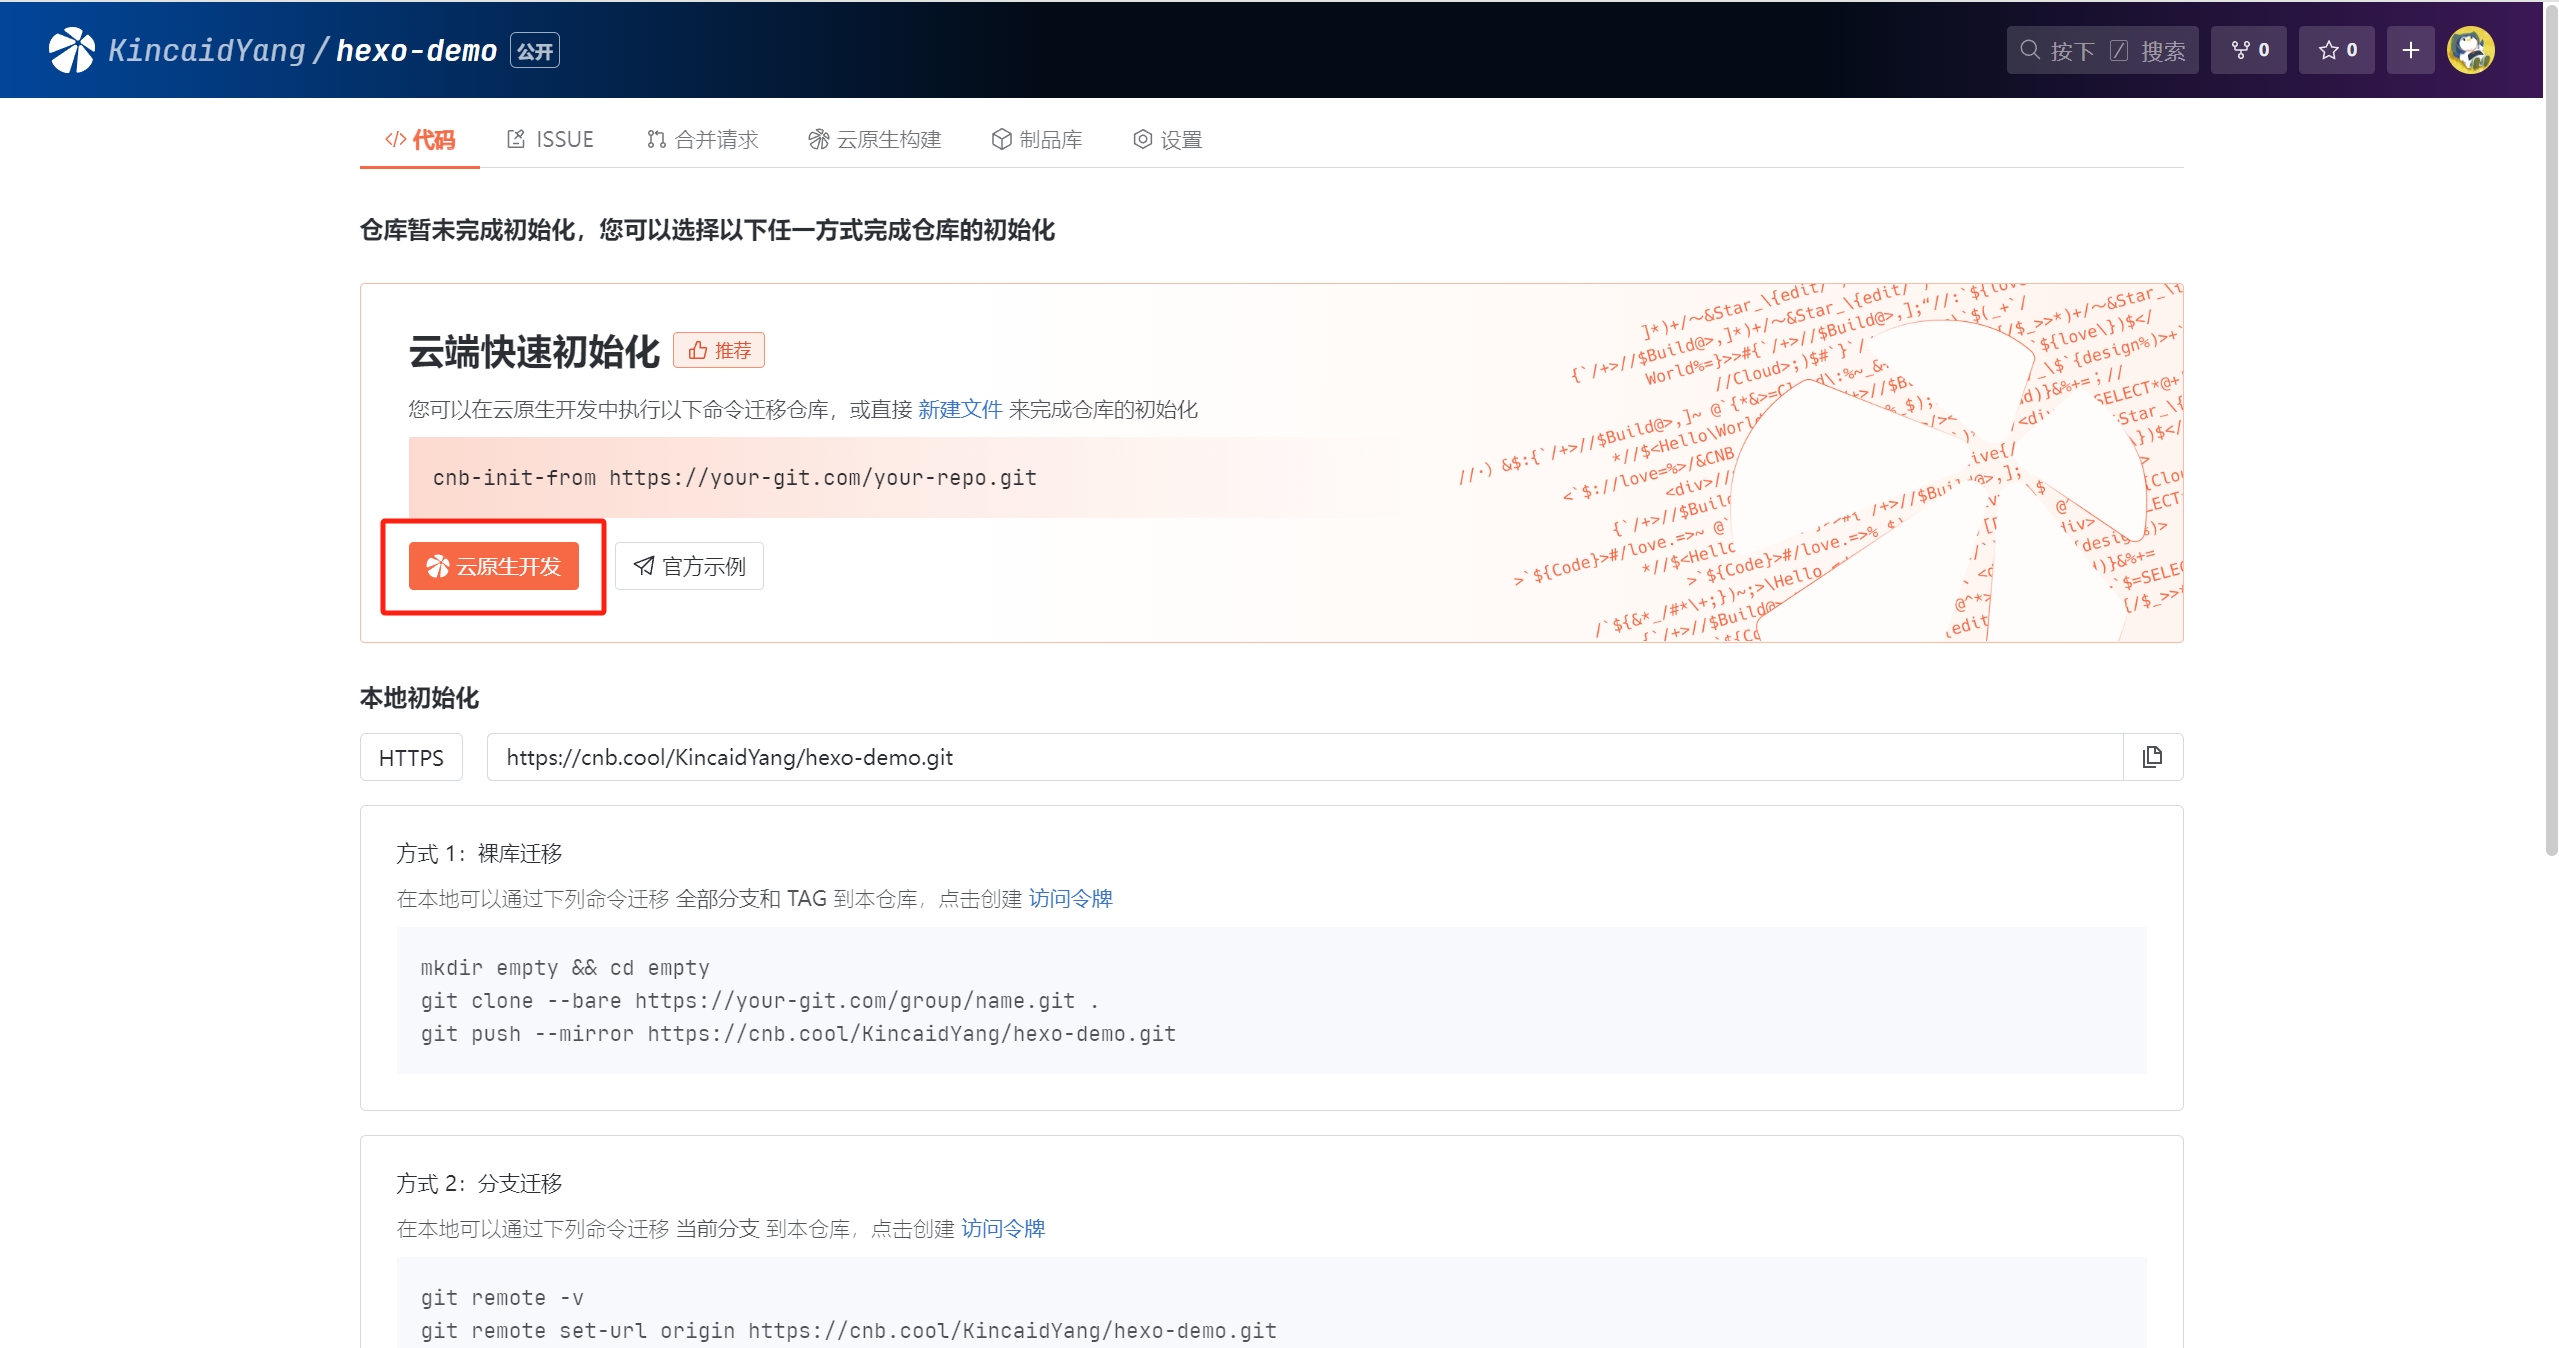 KincaidYang / hexo-demo 公开
按下 / 搜索
0
0
代码
ISSUE
合并请求
云原生构建
制品库
设置
仓库暂未完成初始化，您可以选择以下任一方式完成仓库的初始化
云端快速初始化 推荐
您可以在云原生开发中执行以下命令迁移仓库，或直接 新建文件 来完成仓库的初始化
cnb-init-from https://your-git.com/your-repo.git
云原生开发
官方示例
本地初始化
HTTPS
https://cnb.cool/KincaidYang/hexo-demo.git
方式 1：裸库迁移
在本地可以通过下列命令迁移 全部分支和 TAG 到本仓库，点击创建 访问令牌
mkdir empty && cd empty
git clone --bare https://your-git.com/group/name.git .
git push --mirror https://cnb.cool/KincaidYang/hexo-demo.git
方式 2：分支迁移
在本地可以通过下列命令迁移 当前分支 到本仓库，点击创建 访问令牌
git remote -v
git remote set-url origin https://cnb.cool/KincaidYang/hexo-demo.git